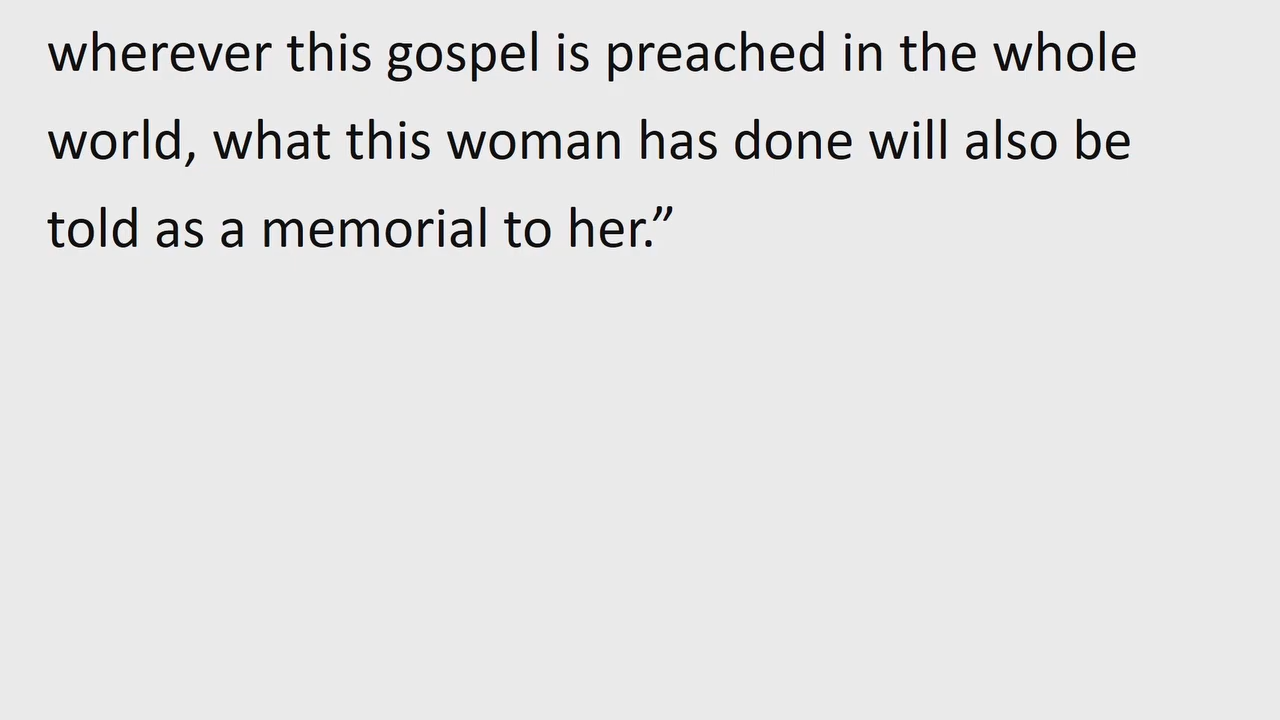 wherever this gospel is preached in the whole
world, what this woman has done will also be
told as a memorial to her.”